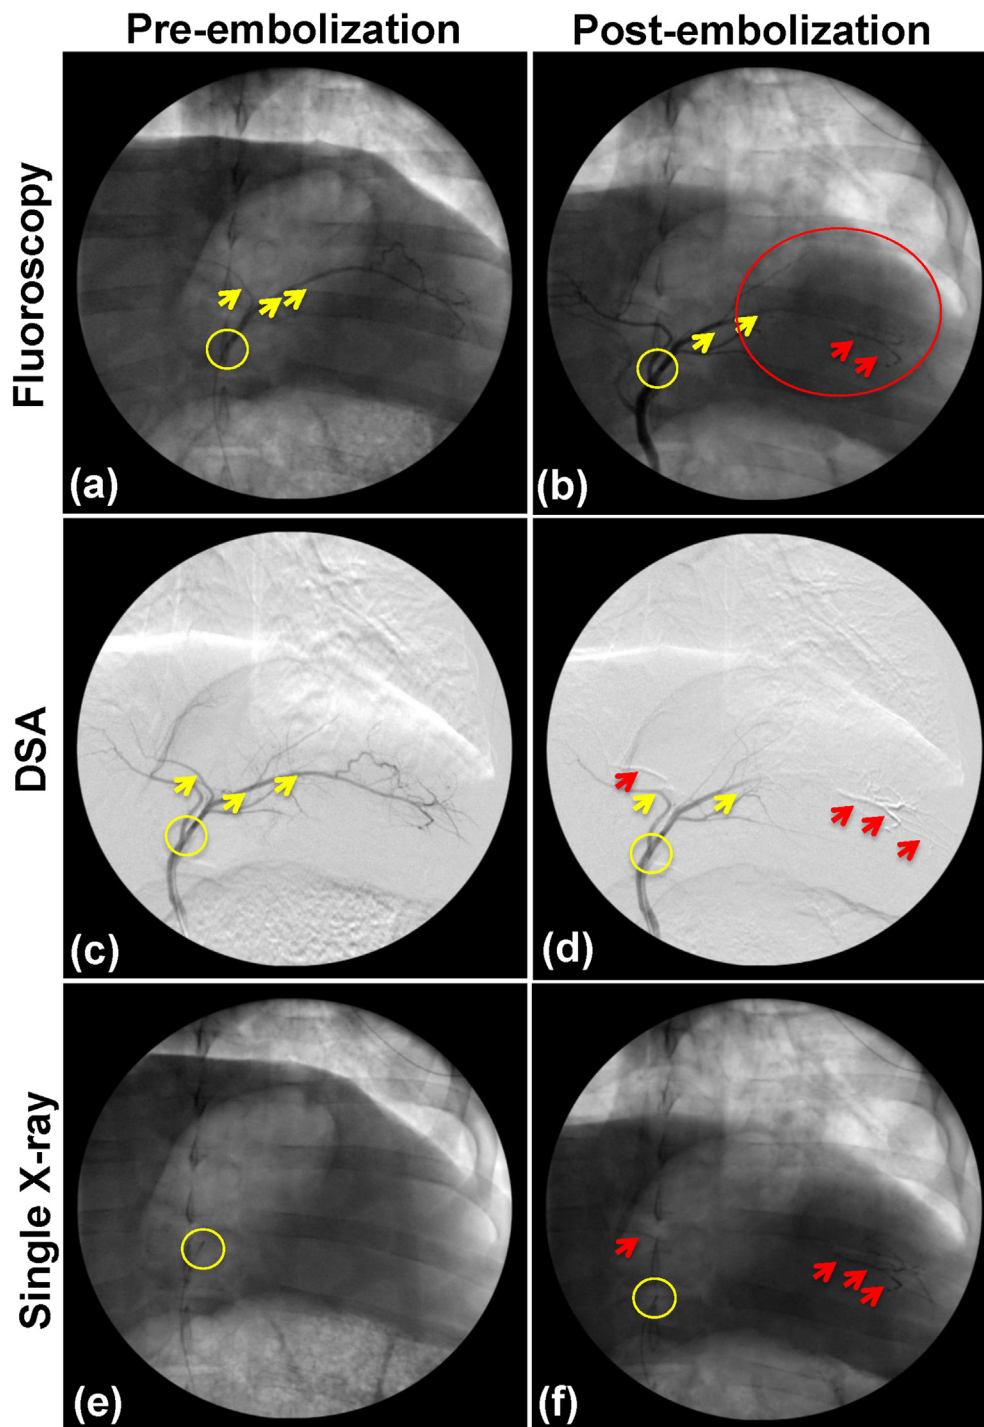 Pre-embolization
Post-embolization
Fluoroscopy
(a)
(b)
DSA
(c)
(d)
Single X-ray
(e)
(f)